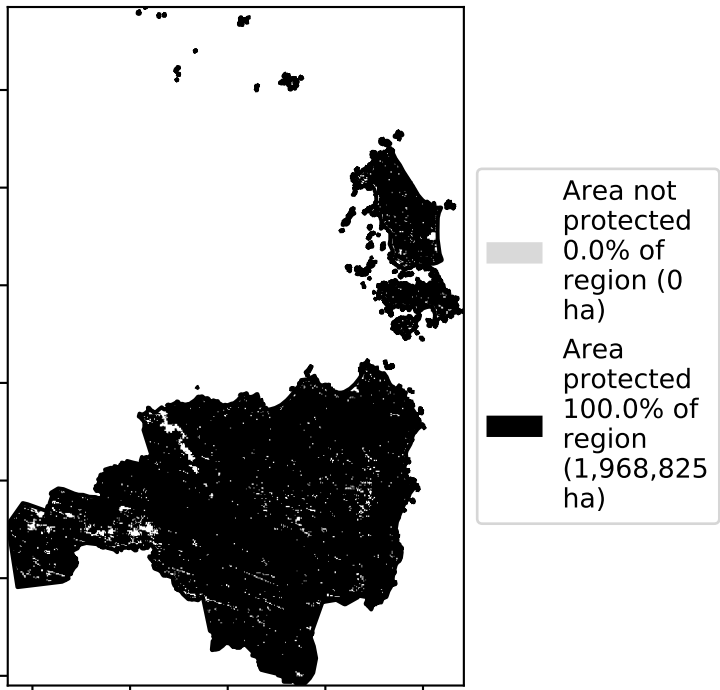 Area not
protected
0.0% of
region (0
ha)
Area
protected
100.0% of
region
(1,968,825
ha)